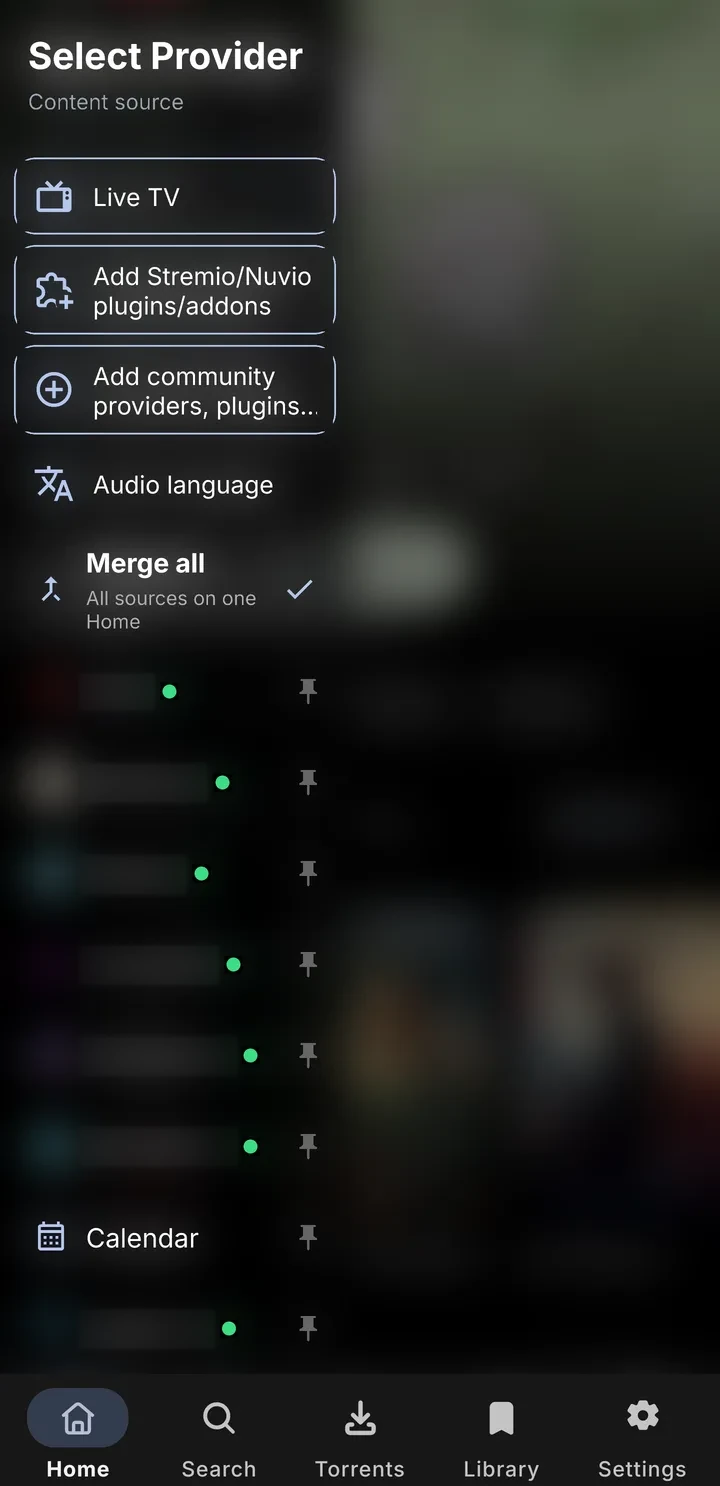 Select Provider
Content source
Live TV
Add Stremio/Nuvio
plugins/addons
Add community
providers, plugins...
Audio language
Merge all
All sources on one
Home
Calendar
Home
Search
Torrents
Library
Settings